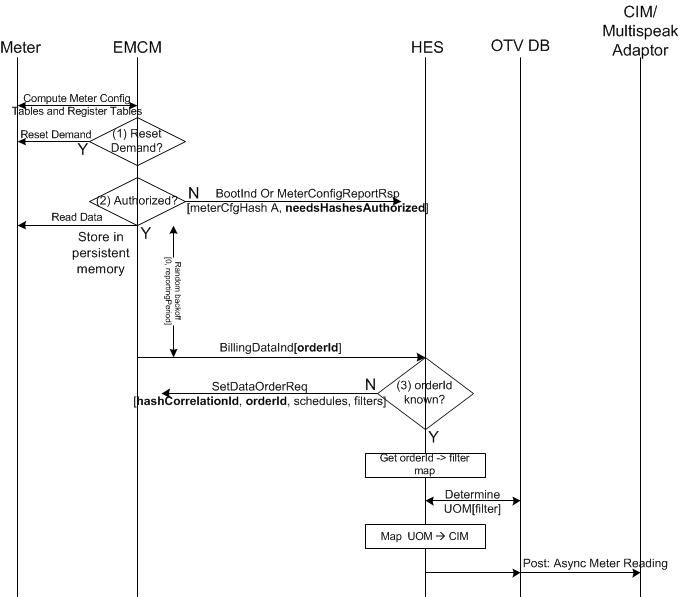 CIM/
Multispeak
Adaptor
Meter
EMCM
HES
OTV DB
Compute Meter Config
Tables and Register Tables
Reset Demand
Y
(1) Reset
Demand?
(2) Authorized?
N
BootInd Or MeterConfigReportRsp
[meterCfgHash A, needsHashesAuthorized]
Read Data
Y
Store in
persistent
memory
Random backoff
[0, reportingPeriod]
BillingDataInd[orderId]
SetDataOrderReq
N
[hashCorrelationId, orderId, schedules, filters]
(3) orderId
known?
Y
Get orderId -> filter
map
Determine
UOM[filter]
Map UOM → CIM
Post: Async Meter Reading